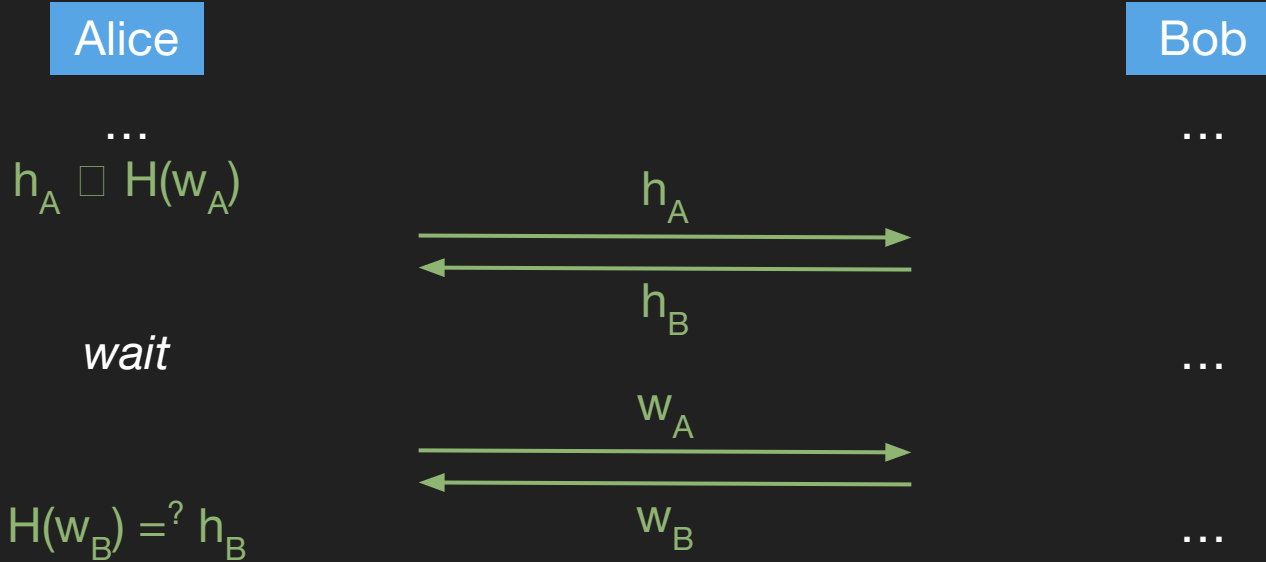 Alice
Bob
...
...
h_A □ H(w_A)
h_A
h_B
wait
...
w_A
w_B
H(w_B) =^? h_B
...